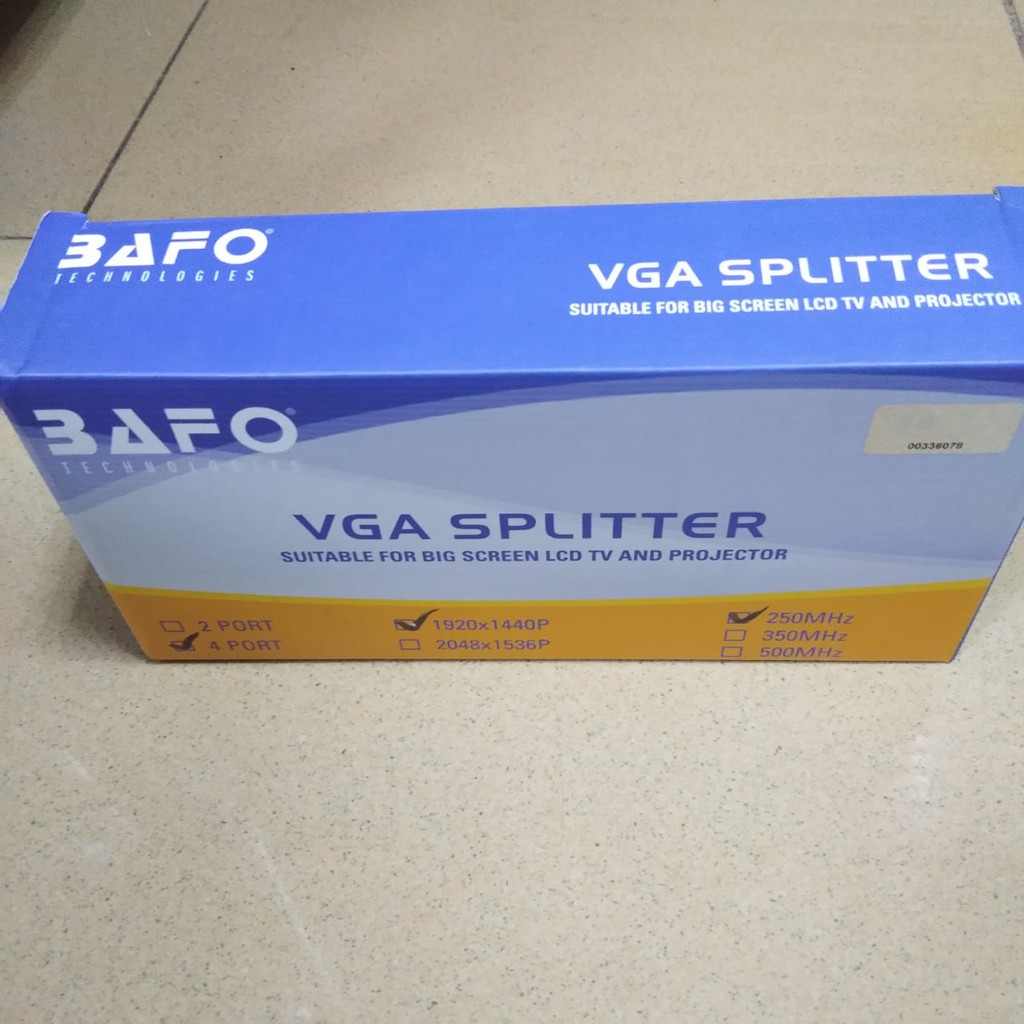 BAFO®
TECHNOLOGIES
VGA SPLITTER
SUITABLE FOR BIG SCREEN LCD TV AND PROJECTOR
BAFO®
TECHNOLOGIES
00336079
VGA SPLITTER
SUITABLE FOR BIG SCREEN LCD TV AND PROJECTOR
2 PORT
4 PORT
1920x1440P
2048x1536P
250MHz
350MHz
500MHz